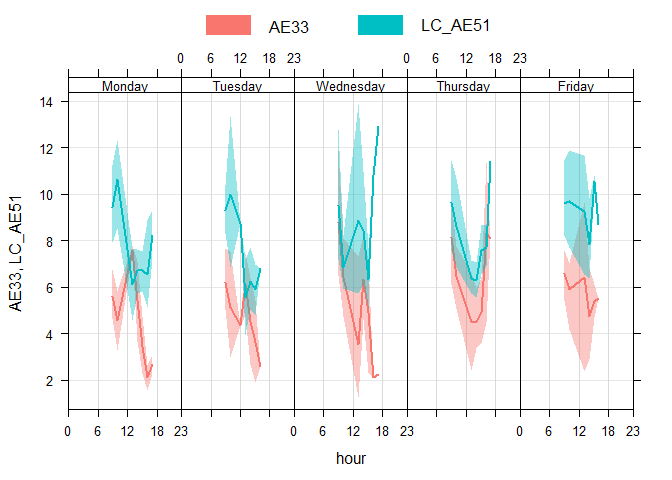 AE33 LC_AE51
0 6 12 18 23 0 6 12 18 23
Monday Tuesday Wednesday Thursday Friday
14
12
10
8
6
4
2
AE33, LC_AE51
0 6 12 18 23 0 6 12 18 23 0 6 12 18 23
hour